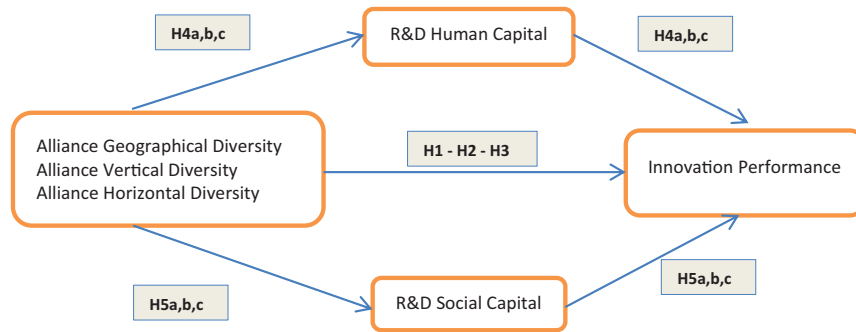 H4a,b,c
R&D Human Capital
H4a,b,c
Alliance Geographical Diversity
Alliance Vertical Diversity
Alliance Horizontal Diversity
H1 - H2 - H3
Innovation Performance
H5a,b,c
R&D Social Capital
H5a,b,c